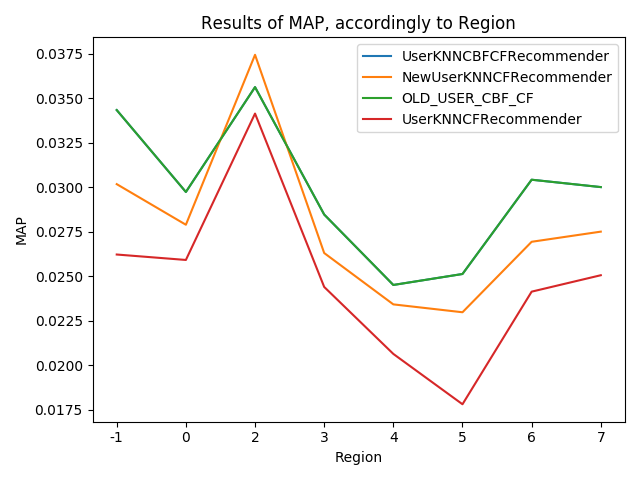 Results of MAP, accordingly to Region
UserKNNCBFCFRecommender
NewUserKNNCFRecommender
OLD_USER_CBF_CF
UserKNNCFRecommender
MAP
0.0375
0.0350
0.0325
0.0300
0.0275
0.0250
0.0225
0.0200
0.0175
-1 0 2 3 4 5 6 7
Region